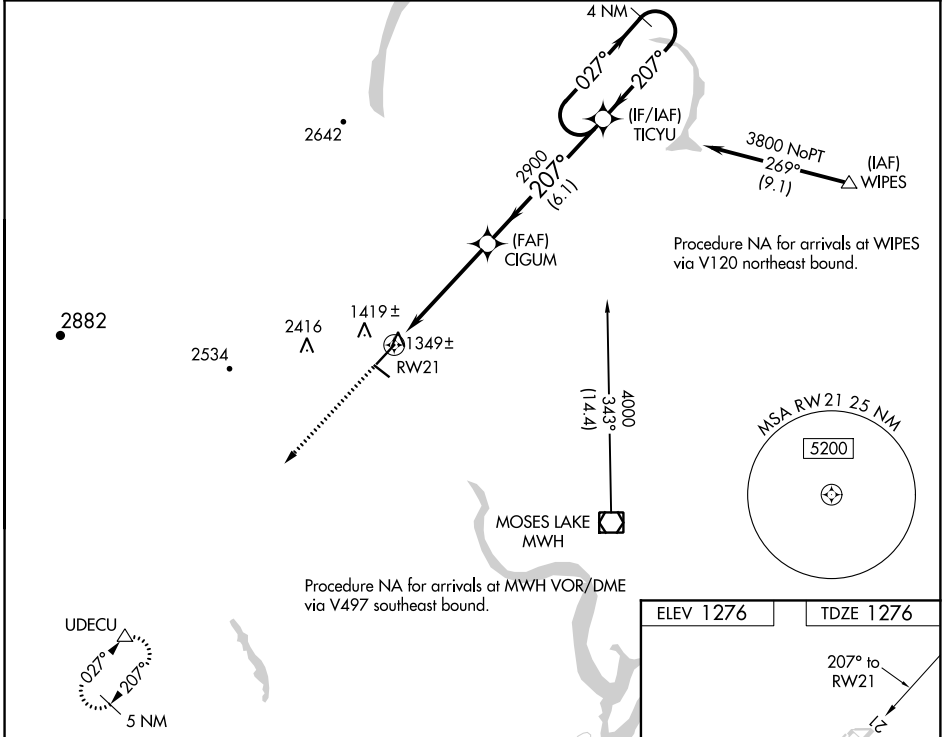 4 NM
027°
207°
(IF/IAF)
TICYU
2642
3800 NoPT
269°
(9.1)
(IAF)
WIPES
2900
207°
(6.1)
(FAF)
CIGUM
Procedure NA for arrivals at WIPES
via V120 northeast bound.
2882
2534
2416
1419±
1349±
RW21
4000
343°
(14.4)
MSA RW21 25 NM
5200
MOSES LAKE
MWH
Procedure NA for arrivals at MWH VOR/DME
via V497 southeast bound.
UDECU
027°
207°
5 NM
ELEV 1276
TDZE 1276
207° to
RW21
21